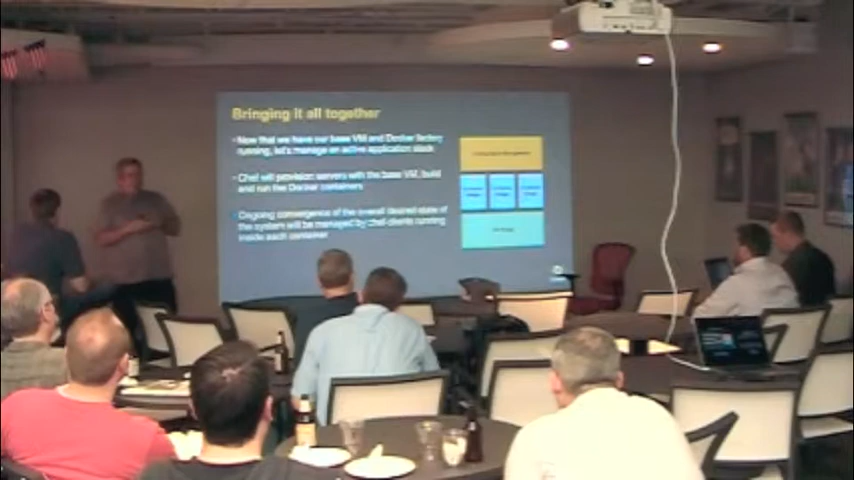 Bringing it all together
Now that we have our base VM and Docker factory
running, let's manage an active application stack
Chef will provision servers with the base VM, build
and run the Docker containers
Ongoing convergence of the overall desired state of
the system will be managed by chef clients running
inside each container